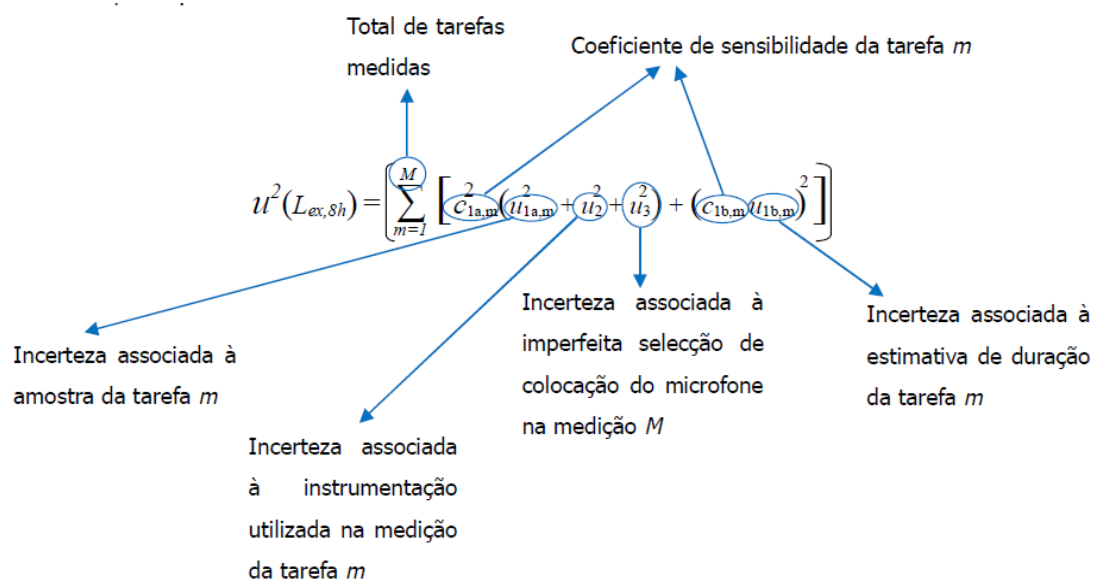 Total de tarefas
medidas
Coeficiente de sensibilidade da tarefa m
u²(Lex,8h) = [∑ M m=1 [c²1a,m(u²1a,m + u²2 + u²3) + (c1b,m u1b,m)²]]
Incerteza associada à
amostra da tarefa m
Incerteza associada
à instrumentação
utilizada na medição
da tarefa m
Incerteza associada à
imperfeita selecção de
colocação do microfone
na medição M
Incerteza associada à
estimativa de duração
da tarefa m